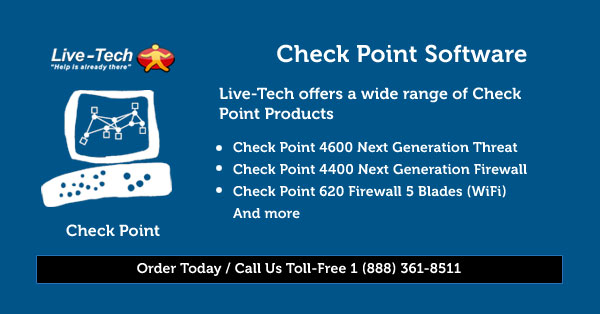 Live-Tech
"Help is already there"
Check Point Software
Live-Tech offers a wide range of Check
Point Products
Check Point 4600 Next Generation Threat
Check Point 4400 Next Generation Firewall
Check Point 620 Firewall 5 Blades (WiFi)
And more
Check Point
Order Today / Call Us Toll-Free 1 (888) 361-8511